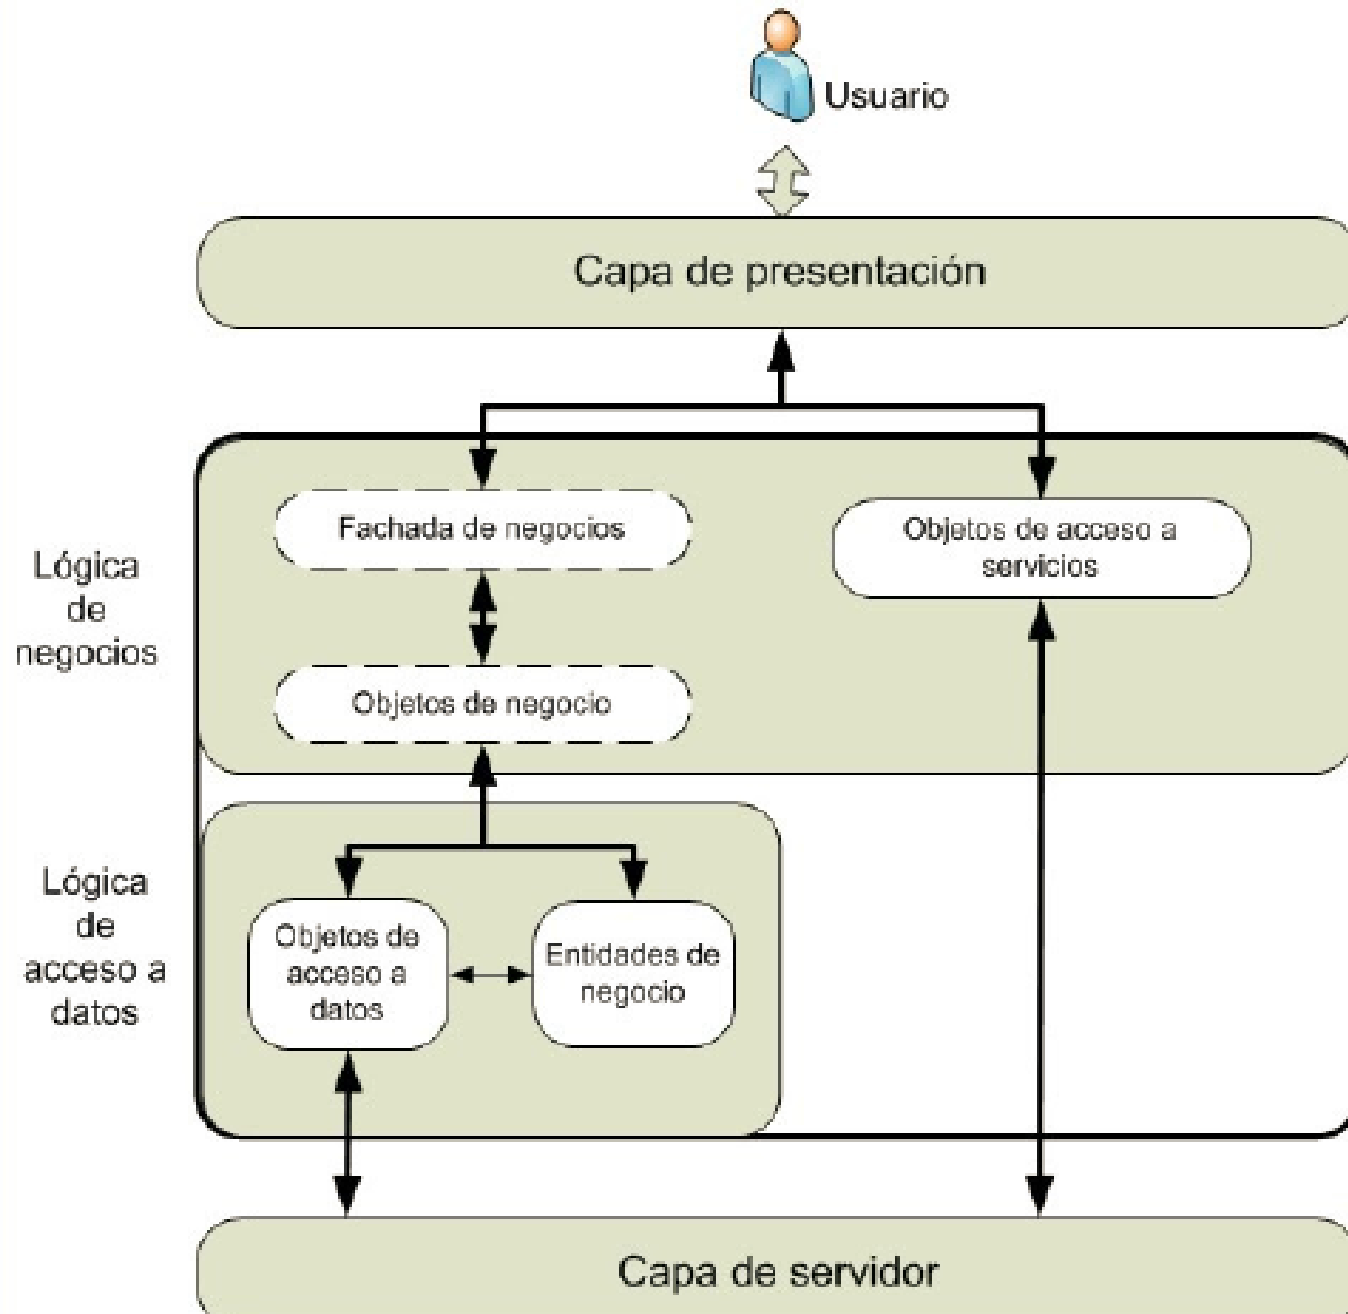 Usuario
Capa de presentación
Lógica
de
negocios
Fachada de negocios
Objetos de acceso a
servicios
Objetos de negocio
Lógica
de
acceso a
datos
Objetos de
acceso a
datos
Entidades de
negocio
Capa de servidor